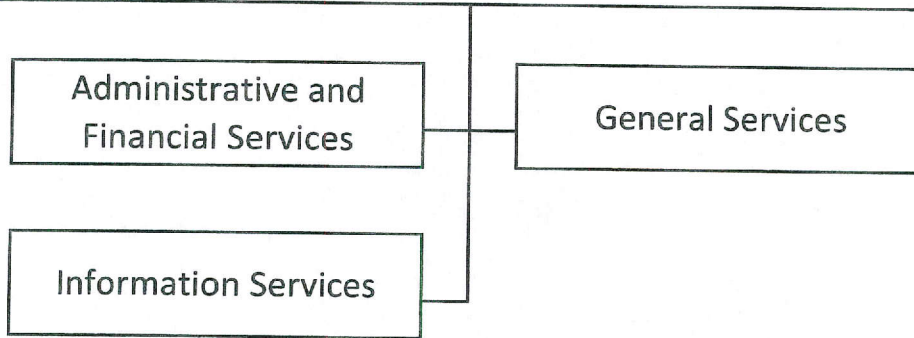 Administrative and
Financial Services
General Services
Information Services